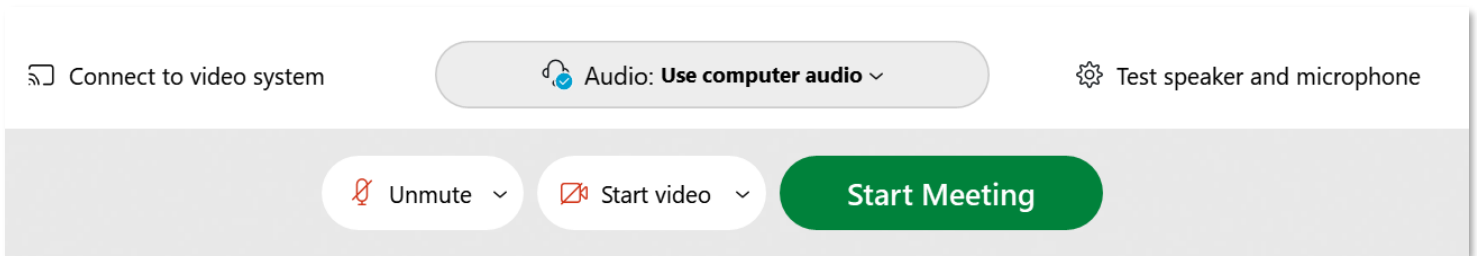 Connect to video system
Audio: Use computer audio
Test speaker and microphone
Unmute
Start video
Start Meeting